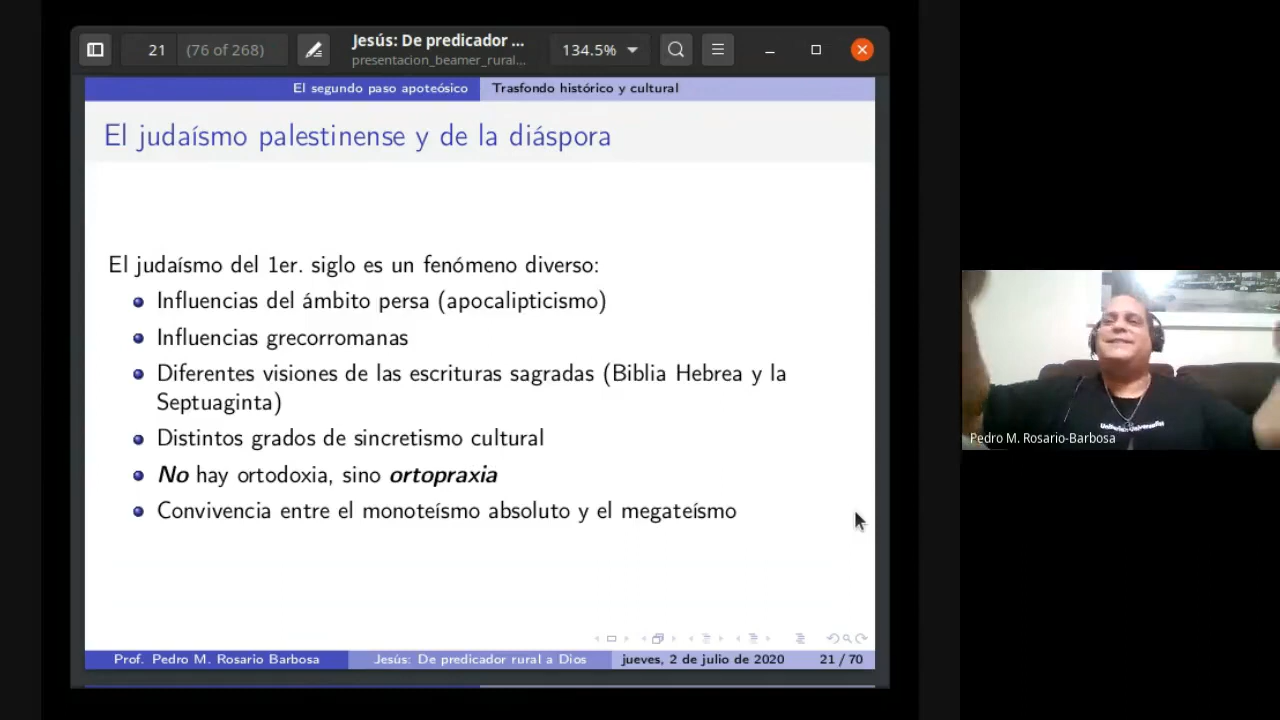 21 (76 of 268)
Jesús: De predicador ...
presentacion_beamer_rural...
134.5%
El segundo paso apoteósico
Trasfondo histórico y cultural
El judaísmo palestinense y de la diáspora
El judaísmo del 1er. siglo es un fenómeno diverso:
Influencias del ámbito persa (apocalipticismo)
Influencias grecorromanas
Diferentes visiones de las escrituras sagradas (Biblia Hebrea y la
Septuaginta)
Distintos grados de sincretismo cultural
No hay ortodoxia, sino ortopraxia
Convivencia entre el monoteísmo absoluto y el megateísmo
Prof. Pedro M. Rosario Barbosa
Jesús: De predicador rural a Dios
jueves, 2 de julio de 2020
21 / 70
Pedro M. Rosario-Barbosa